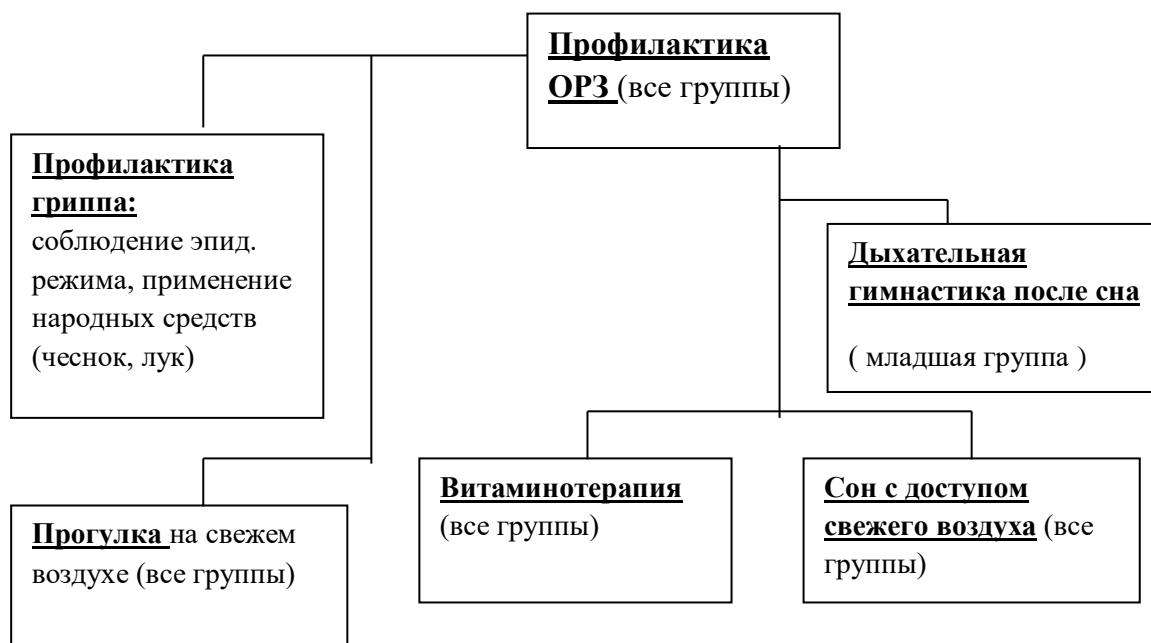 Профилактика
ОРЗ (все группы)
Профилактика
гриппа:
соблюдение эпид.
режима, применение
народных средств
(чеснок, лук)
Дыхательная
гимнастика после сна
( младшая группа )
Витаминотерапия
(все группы)
Сон с доступом
свежего воздуха (все
группы)
Прогулка на свежем
воздухе (все группы)